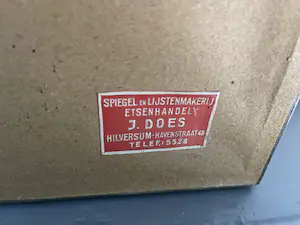 SPIEGEL EN LIJSTENMAKERIJ
ETSENHANDEL
J. DOES
HILVERSUM-HAVENSTRAAT 48
TELEF: 5528